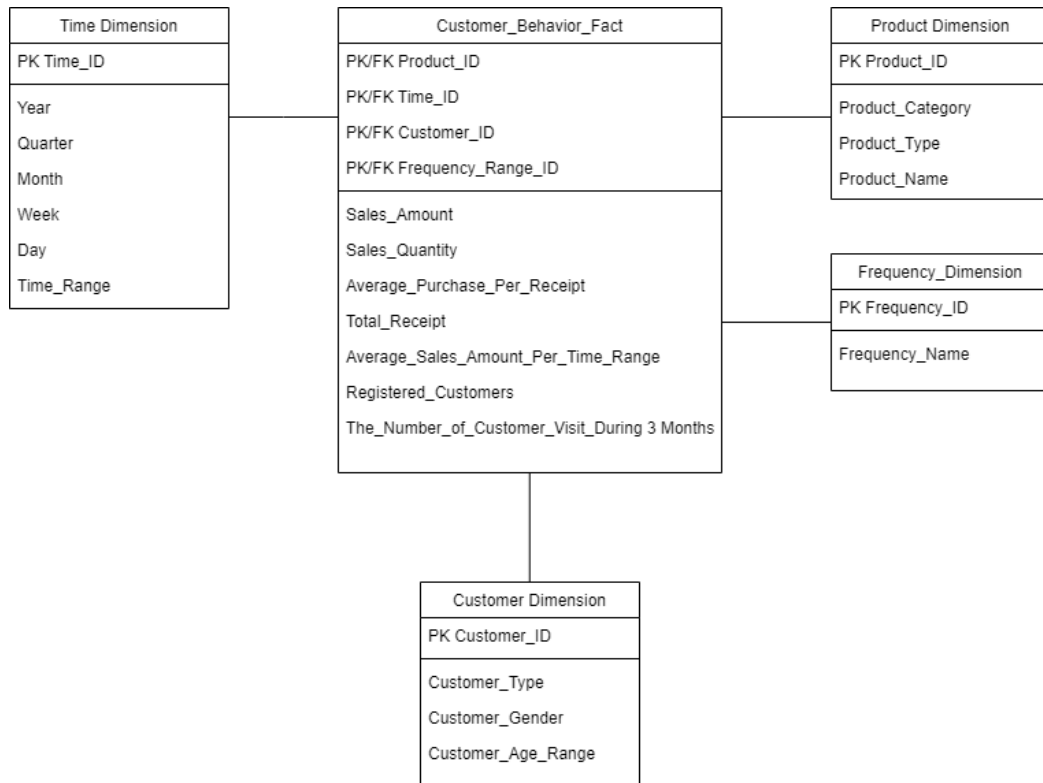 Time Dimension
PK Time_ID
Year
Quarter
Month
Week
Day
Time_Range
Customer_Behavior_Fact
PK/FK Product_ID
PK/FK Time_ID
PK/FK Customer_ID
PK/FK Frequency_Range_ID
Sales_Amount
Sales_Quantity
Average_Purchase_Per_Receipt
Total_Receipt
Average_Sales_Amount_Per_Time_Range
Registered_Customers
The_Number_of_Customer_Visit_During 3 Months
Product Dimension
PK Product_ID
Product_Category
Product_Type
Product_Name
Frequency_Dimension
PK Frequency_ID
Frequency_Name
Customer Dimension
PK Customer_ID
Customer_Type
Customer_Gender
Customer_Age_Range